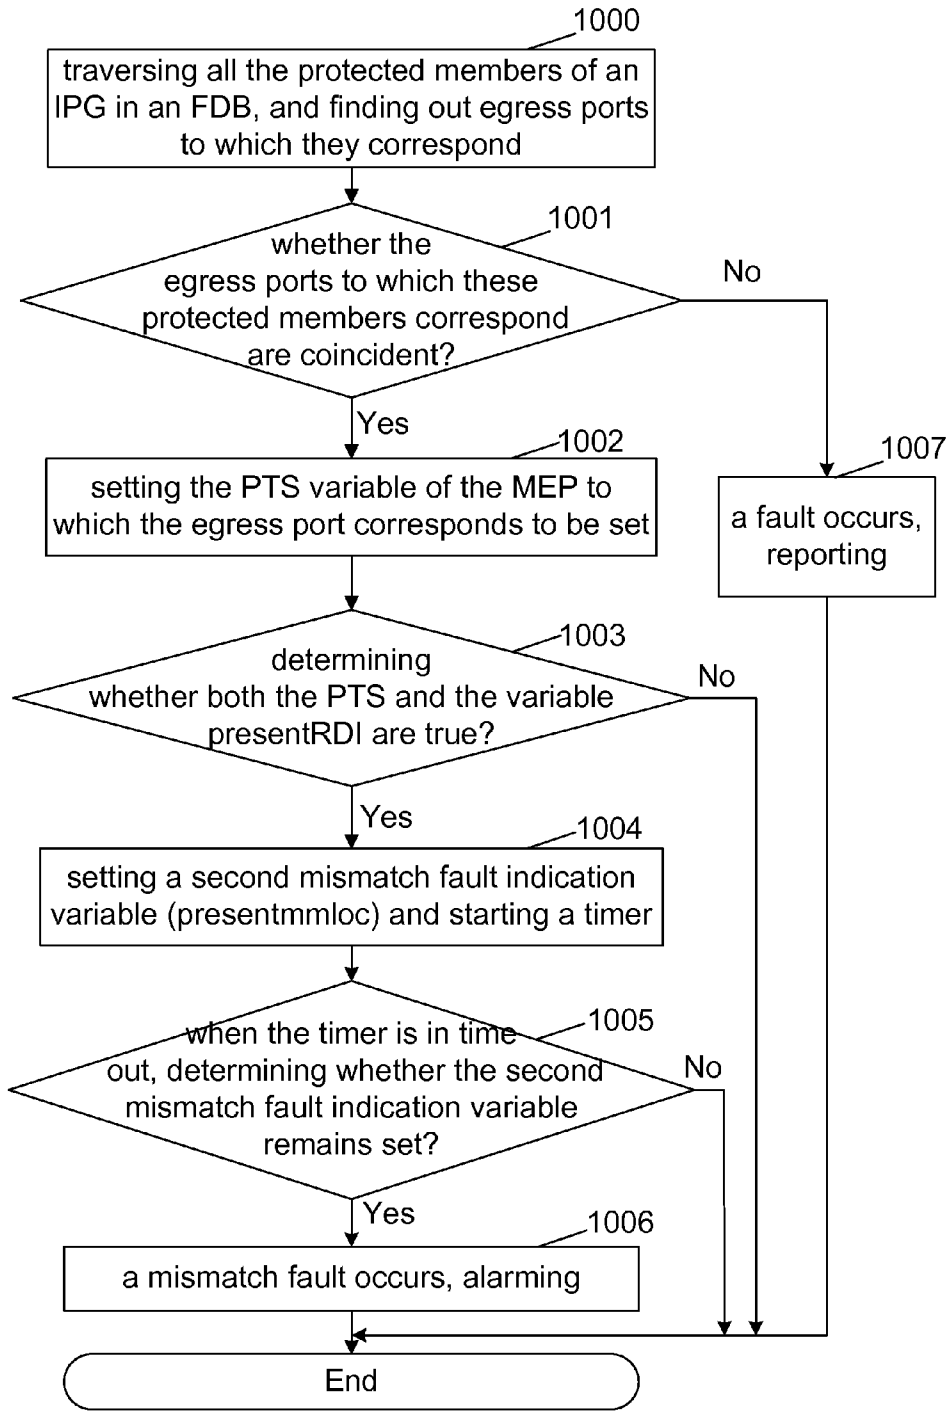 1000
traversing all the protected members of an
IPG in an FDB, and finding out egress ports
to which they correspond
1001
whether the
egress ports to which these
protected members correspond
are coincident?
No
Yes
1002
setting the PTS variable of the MEP to
which the egress port corresponds to be set
1007
a fault occurs,
reporting
1003
determining
whether both the PTS and the variable
presentRDI are true?
No
Yes
1004
setting a second mismatch fault indication
variable (presentmmloc) and starting a timer
1005
when the timer is in time
out, determining whether the second
mismatch fault indication variable
remains set?
No
Yes
1006
a mismatch fault occurs, alarming
End